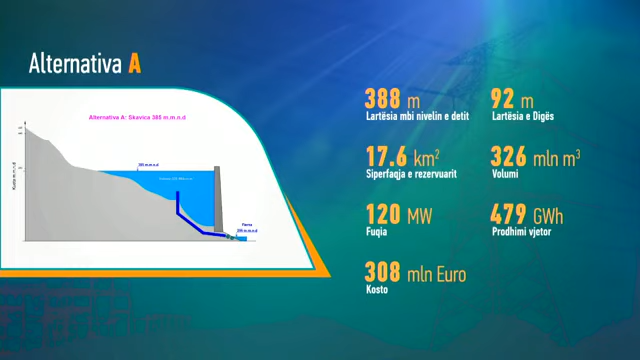 Alternativa A
Alternativa A: Skavica 385 m.m.n.d
388 m
Lartësia mbi nivelin e detit
92 m
Lartësia e Digës
17.6 km²
Siperfaqja e rezervuarit
326 mln m³
Volumi
120 MW
Fuqia
479 GWh
Prodhimi vjetor
308 mln Euro
Kosto